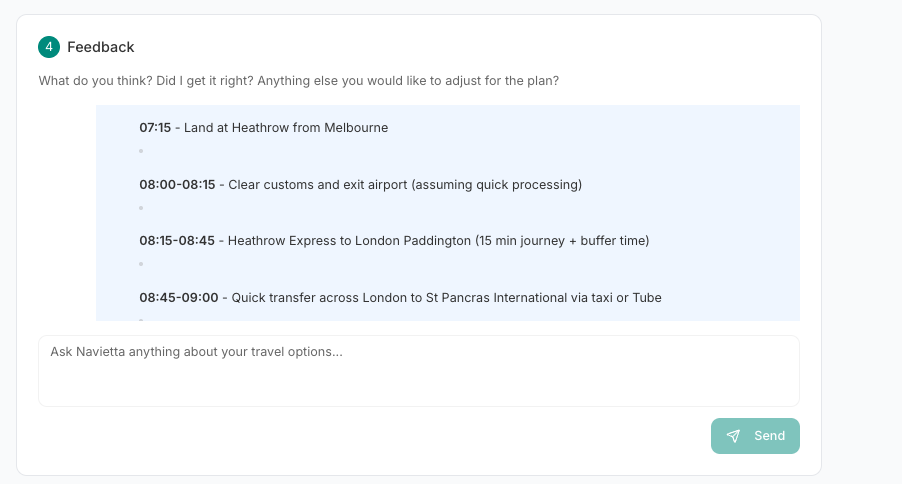 4 Feedback
What do you think? Did I get it right? Anything else you would like to adjust for the plan?
07:15 - Land at Heathrow from Melbourne
08:00-08:15 - Clear customs and exit airport (assuming quick processing)
08:15-08:45 - Heathrow Express to London Paddington (15 min journey + buffer time)
08:45-09:00 - Quick transfer across London to St Pancras International via taxi or Tube
Ask Navietta anything about your travel options...
Send